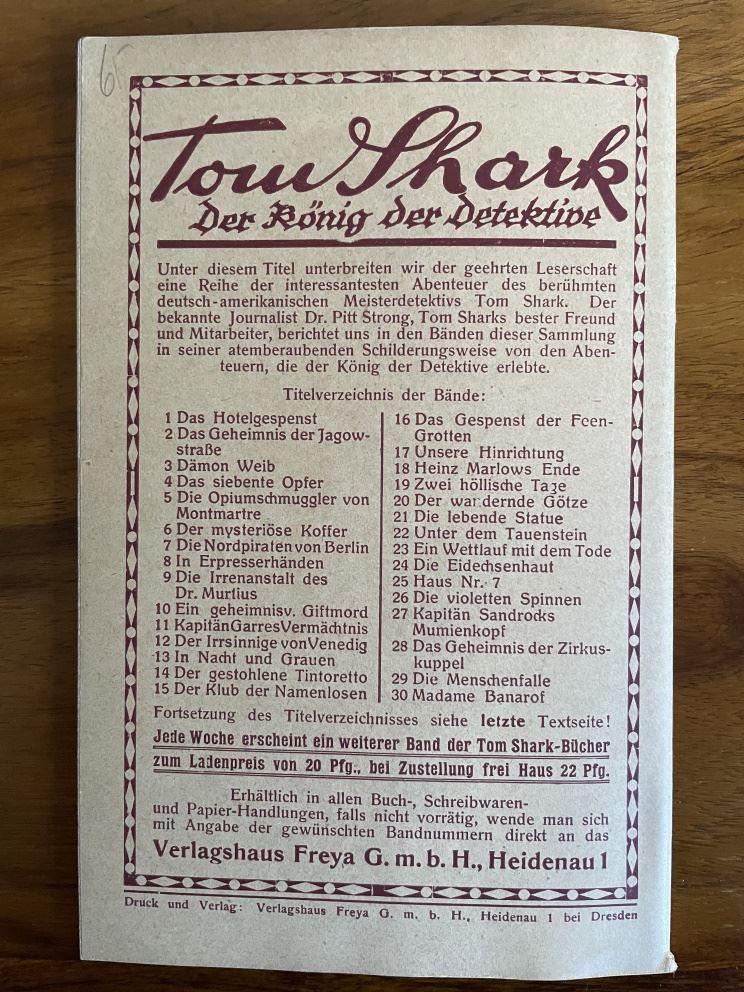 65
Tom Shark
Der König der Detektive
Unter diesem Titel unterbreiten wir der geehrten Leserschaft
eine Reihe der interessantesten Abenteuer des berühmten
deutsch-amerikanischen Meisterdetektivs Tom Shark. Der
bekannte Journalist Dr. Pitt Strong, Tom Sharks bester Freund
und Mitarbeiter, berichtet uns in den Bänden dieser Sammlung
in seiner atemberaubenden Schilderungsweise von den Aben-
teuern, die der König der Detektive erlebte.
Titelverzeichnis der Bände:
1 Das Hotelgespenst
2 Das Geheimnis der Jagow-
straße
3 Dämon Weib
4 Das siebente Opfer
5 Die Opiumschmuggler von
Montmartre
6 Der mysteriöse Koffer
7 Die Nordpiraten von Berlin
8 In Erpresserhänden
9 Die Irrenanstalt des
Dr. Murtius
10 Ein geheimnisv. Giftmord
11 Kapitän Garres Vermächtnis
12 Der Irrsinnige von Venedig
13 In Nacht und Grauen
14 Der gestohlene Tintoretto
15 Der Klub der Namenlosen
16 Das Gespenst der Feen-
Grotten
17 Unsere Hinrichtung
18 Heinz Marlows Ende
19 Zwei höllische Tage
20 Der wandernde Götze
21 Die lebende Statue
22 Unter dem Tauenstein
23 Ein Wettlauf mit dem Tode
24 Die Eidechsenhaut
25 Haus Nr. 7
26 Die violetten Spinnen
27 Kapitän Sandrocks
Mumienkopf
28 Das Geheimnis der Zirkus-
kuppel
29 Die Menschenfalle
30 Madame Banarof
Fortsetzung des Titelverzeichnisses siehe letzte Textseite!
Jede Woche erscheint ein weiterer Band der Tom Shark-Bücher
zum Ladenpreis von 20 Pfg., bei Zustellung frei Haus 22 Pfg.
Erhältlich in allen Buch-, Schreibwaren-
und Papier-Handlungen, falls nicht vorrätig, wende man sich
mit Angabe der gewünschten Bandnummern direkt an das
Verlagshaus Freya G. m. b. H., Heidenau 1
Druck und Verlag: Verlagshaus Freya G. m. b. H., Heidenau 1 bei Dresden